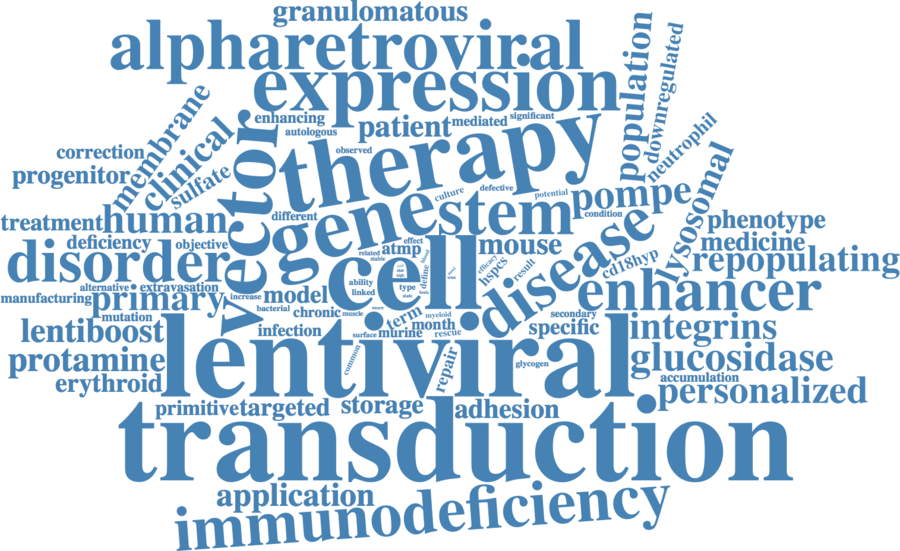 granulomatous
alpharetroviral
expression
population
downregulated
membrane
clinical
enhancing
autologous
patient
mediated
significant
neutrophil
correction
progenitor
sulfate
vector
therapy
observed
lysosomal
treatment
human
different
gene
culture
defective
stem
potential
pompe
condition
phenotype
deficiency
objective
disorder
related
stable
effect
atmp
mouse
disease
cd18hyp
medicine
repopulating
alternative
extravasation
manufacturing
primary
increase
model
cell
ability
linked
type
define
blood
hspcs
efficacy
result
enhancer
mutation
bacterial
chronic
muscle
term
myeloid
month
secondary
lentiboost
infection
surface
murine
rescue
specific
integrins
protamine
lentiviral
common
repair
glycogen
glucosidase
erythroid
accumulation
personalized
primitive
targeted
storage
adhesion
transduction
application
immunodeficiency